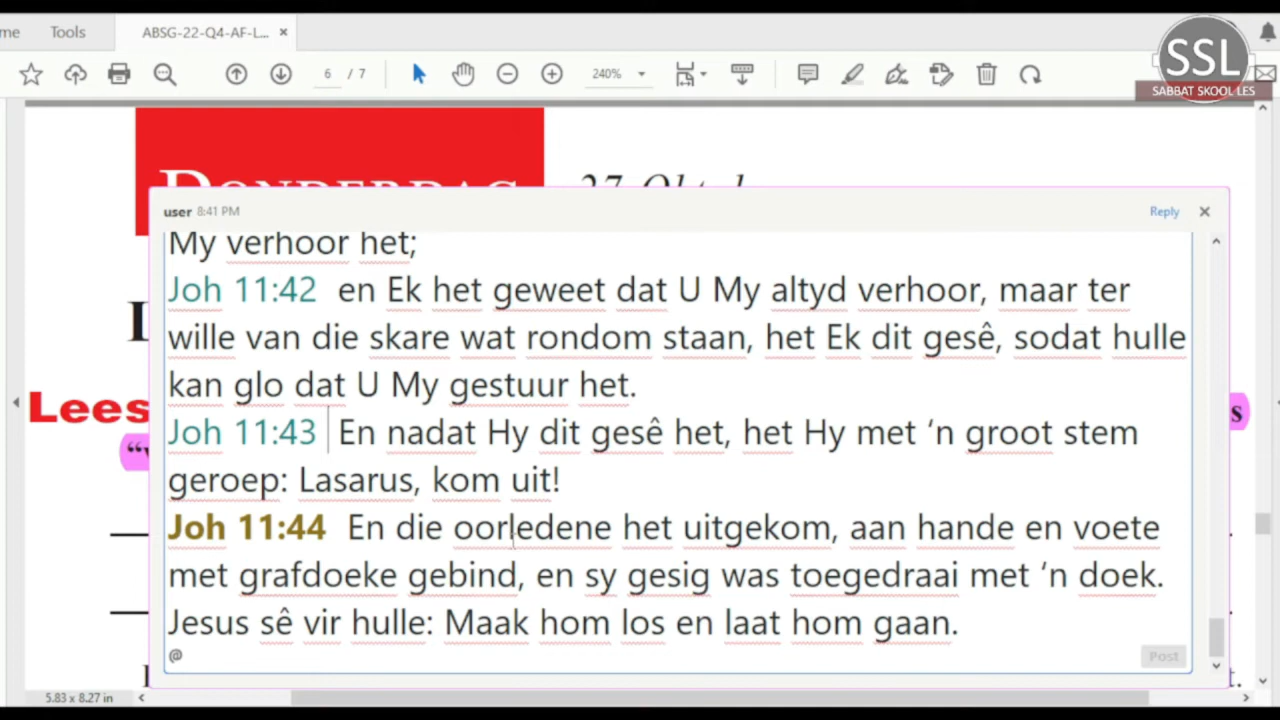 me Tools ABSG-22-Q4-AF-L... ×
SSL
SABBAT SKOOL LES
6 / 7 240%
DONDERDAG 27 Oktob
user 8:41 PM Reply
My verhoor het;
Joh 11:42 en Ek het geweet dat U My altyd verhoor, maar ter
wille van die skare wat rondom staan, het Ek dit gesê, sodat hulle
kan glo dat U My gestuur het.
Lees
Joh 11:43 En nadat Hy dit gesê het, het Hy met ‘n groot stem
geroep: Lasarus, kom uit!
Joh 11:44 En die oorledene het uitgekom, aan hande en voete
met grafdoeke gebind, en sy gesig was toegedraai met ‘n doek.
Jesus sê vir hulle: Maak hom los en laat hom gaan.
@ Post
5.83 x 8.27 in